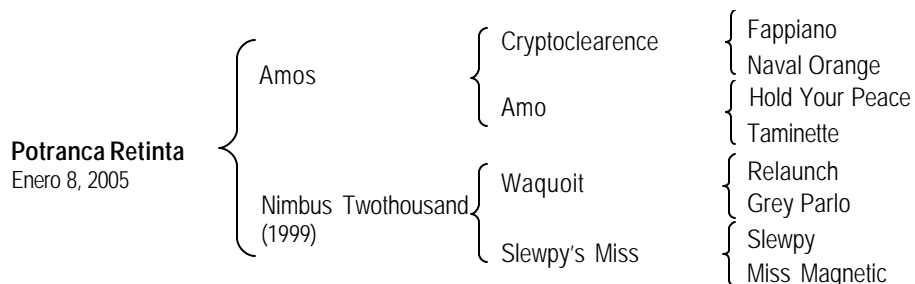 Potranca Retinta
Enero 8, 2005
Amos
Nimbus Twothousand
(1999)
Cryptoclearence
Amo
Waquoit
Slewpy's Miss
Fappiano
Naval Orange
Hold Your Peace
Taminette
Relaunch
Grey Parlo
Slewpy
Miss Magnetic